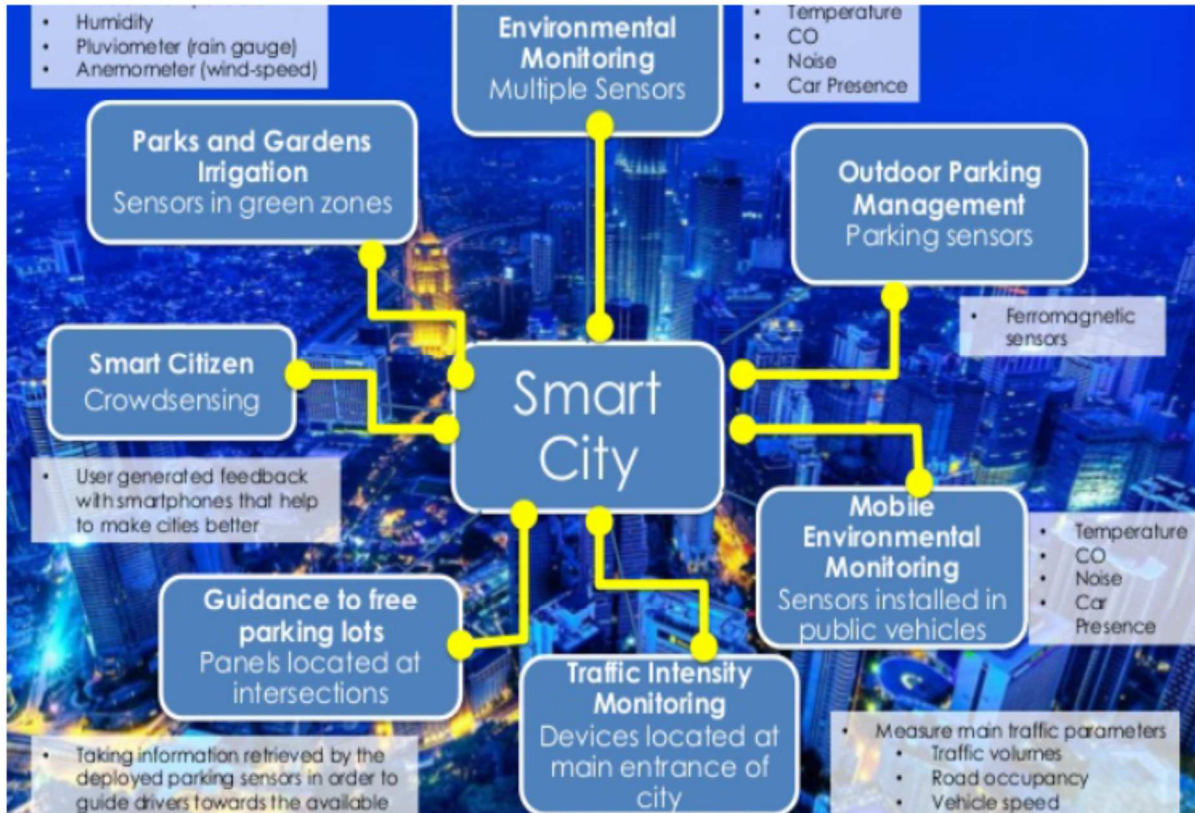 • Humidity
• Pluviometer (rain gauge)
• Anemometer (wind-speed)
Environmental
Monitoring
Multiple Sensors
• Temperature
• CO
• Noise
• Car Presence
Parks and Gardens
Irrigation
Sensors in green zones
Outdoor Parking
Management
Parking sensors
• Ferromagnetic
sensors
Smart Citizen
Crowdsensing
• User generated feedback
with smartphones that help
to make cities better
Smart
City
Mobile
Environmental
Monitoring
Sensors installed in
public vehicles
• Temperature
• CO
• Noise
• Car
Presence
Guidance to free
parking lots
Panels located at
intersections
• Taking information retrieved by the
deployed parking sensors in order to
guide drivers towards the available
Traffic Intensity
Monitoring
Devices located at
main entrance of
city
• Measure main traffic parameters
• Traffic volumes
• Road occupancy
• Vehicle speed